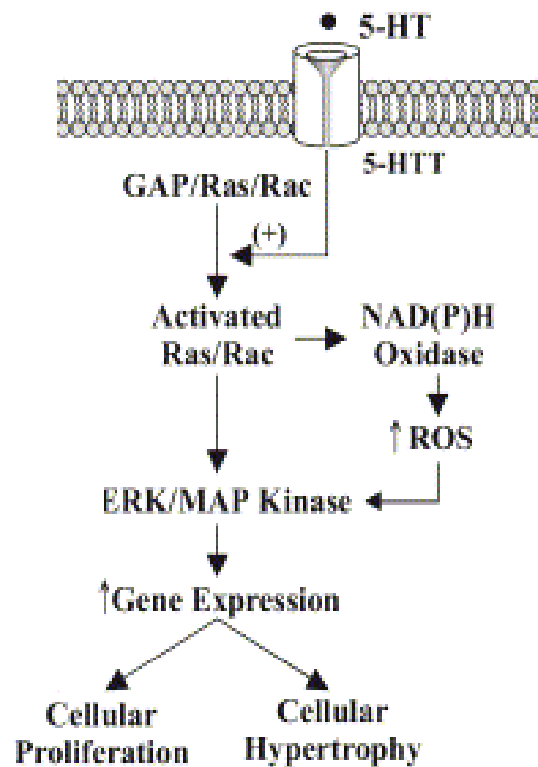 5-HT
5-HTT
GAP/Ras/Rac
(+)
Activated
Ras/Rac
NAD(P)H
Oxidase
↑ROS
ERK/MAP Kinase
↑Gene Expression
Cellular
Proliferation
Cellular
Hypertrophy